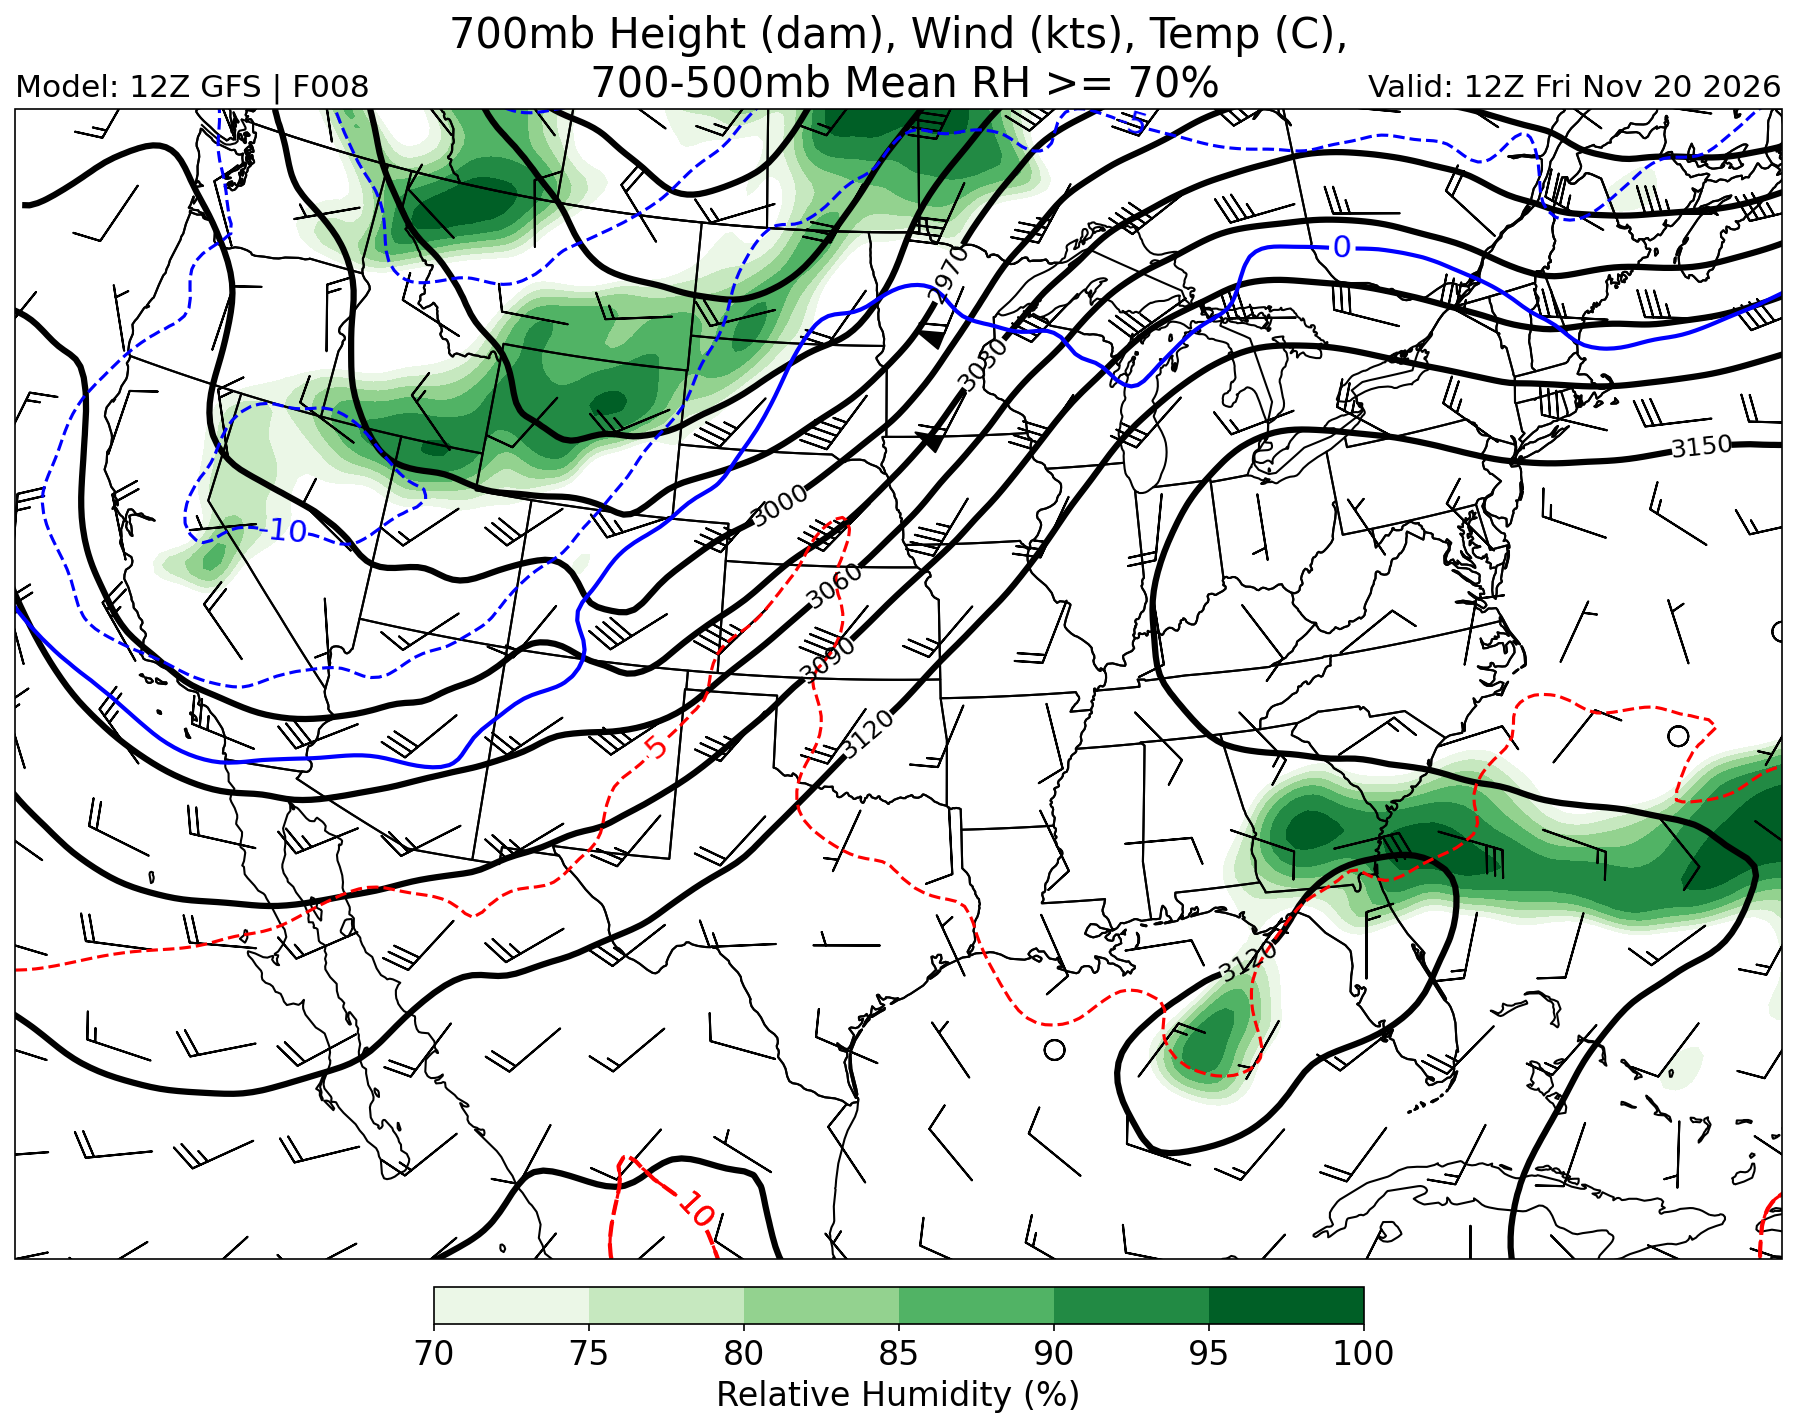 700mb Height (dam), Wind (kts), Temp (C),
700-500mb Mean RH >= 70%
Model: 12Z GFS | F008
Valid: 12Z Fri Nov 20 2026
-5
0
2970
3030
3150
3000
-10
3060
3090
3120
5
3120
10
70 75 80 85 90 95 100
Relative Humidity (%)